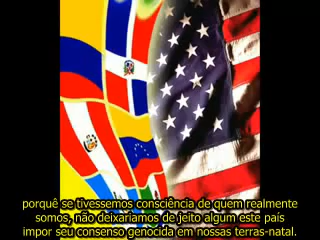 porquê se tivessemos consciência de quem realmente
somos, não deixaríamos de jeito algum este país
impor seu consenso genocida em nossas terras-natal.